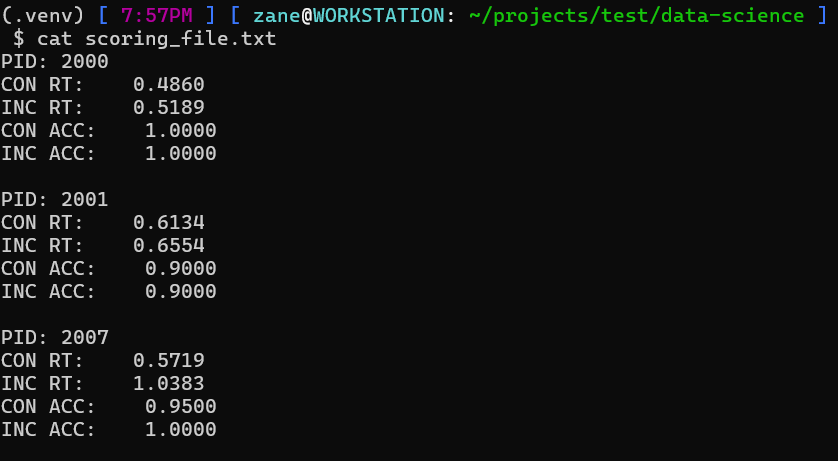 (.venv) [ 7:57PM ] [ zane@WORKSTATION: ~/projects/test/data-science ]
$ cat scoring_file.txt
PID: 2000
CON RT:    0.4860
INC RT:    0.5189
CON ACC:    1.0000
INC ACC:    1.0000

PID: 2001
CON RT:    0.6134
INC RT:    0.6554
CON ACC:    0.9000
INC ACC:    0.9000

PID: 2007
CON RT:    0.5719
INC RT:    1.0383
CON ACC:    0.9500
INC ACC:    1.0000